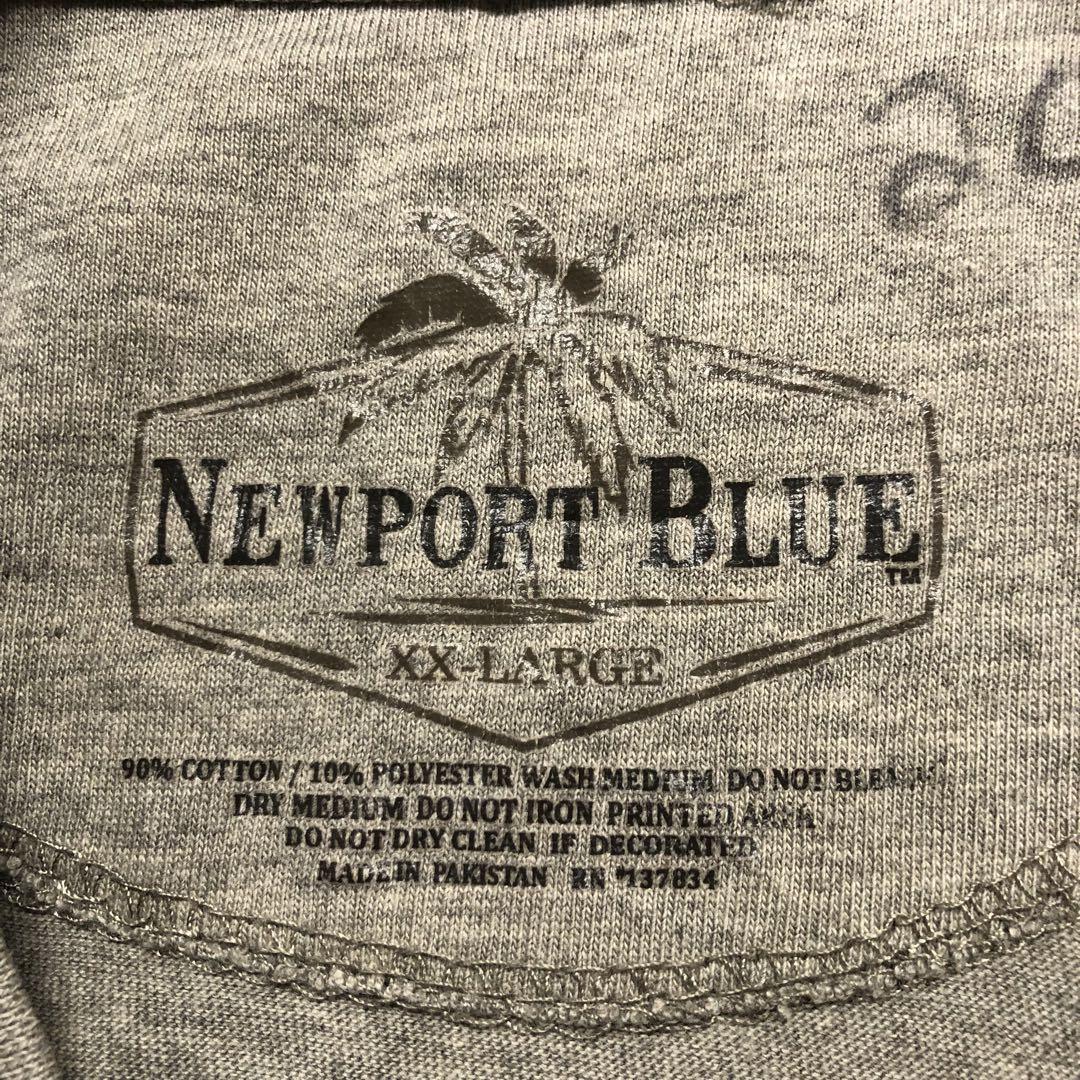 NEWPORT BLUE
TM
XX-LARGE
90% COTTON / 10% POLYESTER WASH MEDIUM DO NOT BLEACH
DRY MEDIUM DO NOT IRON PRINTED AREA
DO NOT DRY CLEAN IF DECORATED
MADE IN PAKISTAN RN #137834